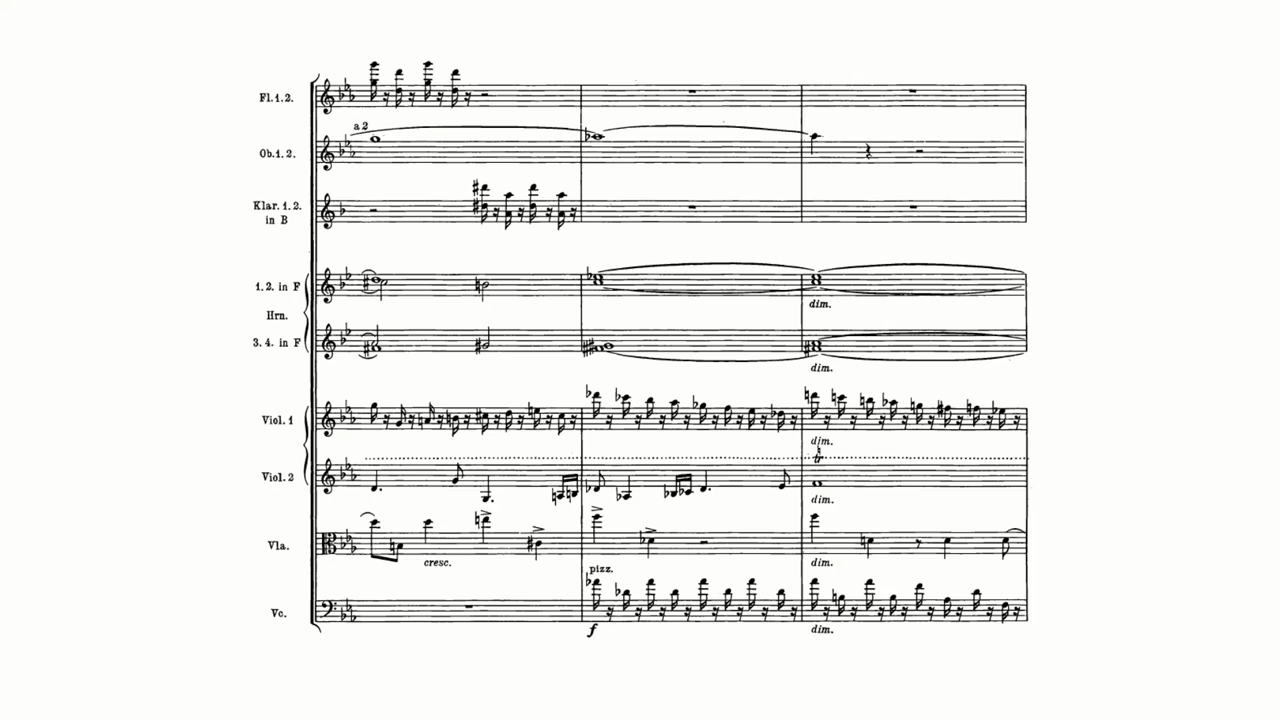 Fl.1.2.
a 2
Ob.1.2.
Klar.1.2.
in B
1.2. in F
dim.
Hrn.
3.4. in F
dim.
Viol. 1
dim.
tr
Viol. 2
dim.
Vla.
cresc.
dim.
pizz.
Vc.
f
dim.